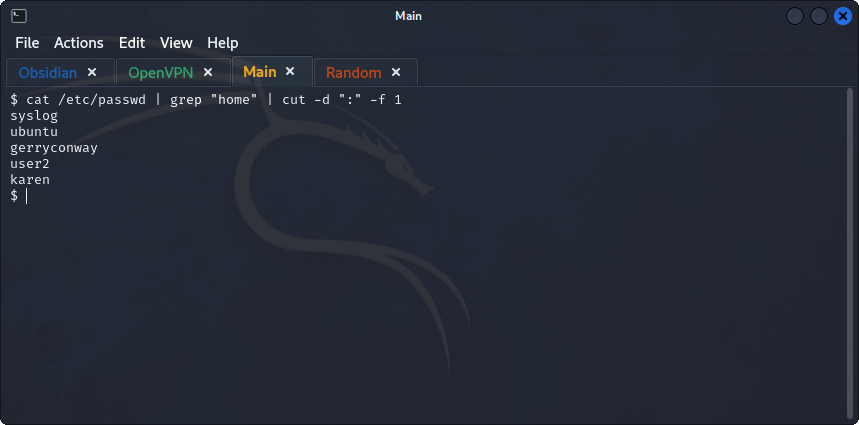 Main
File Actions Edit View Help
Obsidian × OpenVPN × Main × Random ×
$ cat /etc/passwd | grep "home" | cut -d ":" -f 1
syslog
ubuntu
gerryconway
user2
karen
$